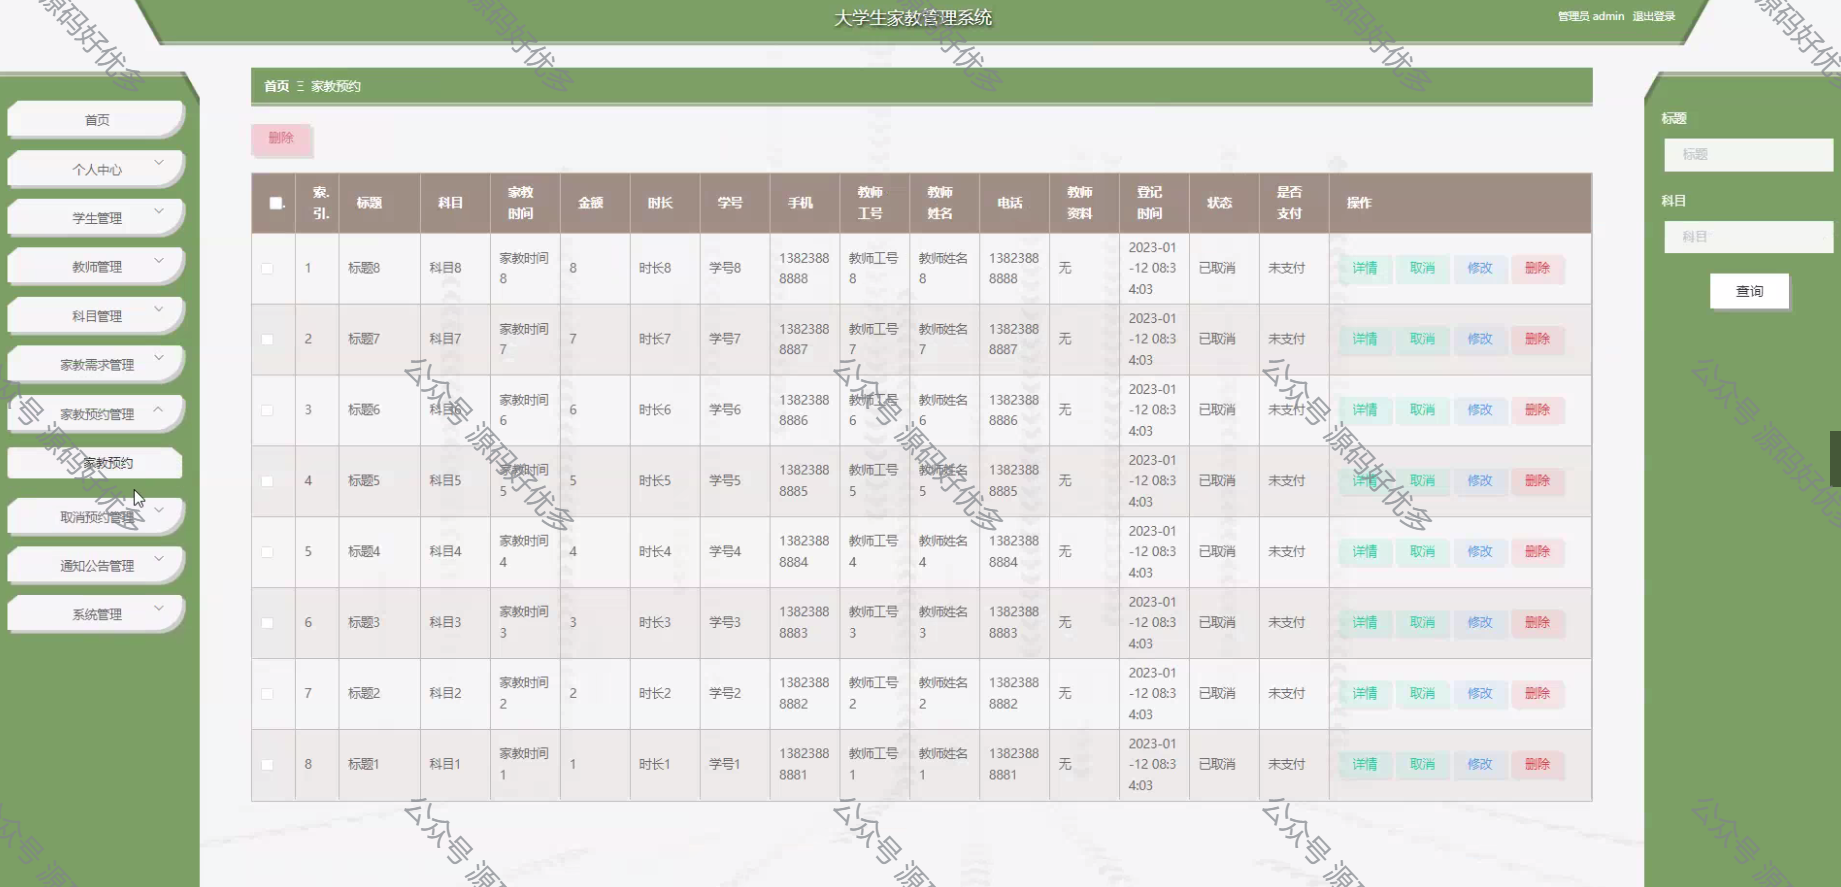 大学生家教管理系统
管理员 admin 退出登录
首页
个人中心
学生管理
教师管理
科目管理
家教需求管理
家教预约管理
家教预约
取消预约管理
通知公告管理
系统管理
首页 Ξ 家教预约
删除
索引. 标题 科目 家教时间 金额 时长 学号 手机 教师工号 教师姓名 电话 教师资料 登记时间 状态 是否支付 操作
1 标题8 科目8 家教时间8 8 时长8 学号8 13823888888 教师工号8 教师姓名8 13823888888 无 2023-01-12 08:34:03 已取消 未支付 详情 取消 修改 删除
2 标题7 科目7 家教时间7 7 时长7 学号7 13823888887 教师工号7 教师姓名7 13823888887 无 2023-01-12 08:34:03 已取消 未支付 详情 取消 修改 删除
3 标题6 科目6 家教时间6 6 时长6 学号6 13823888886 教师工号6 教师姓名6 13823888886 无 2023-01-12 08:34:03 已取消 未支付 详情 取消 修改 删除
4 标题5 科目5 家教时间5 5 时长5 学号5 13823888885 教师工号5 教师姓名5 13823888885 无 2023-01-12 08:34:03 已取消 未支付 详情 取消 修改 删除
5 标题4 科目4 家教时间4 4 时长4 学号4 13823888884 教师工号4 教师姓名4 13823888884 无 2023-01-12 08:34:03 已取消 未支付 详情 取消 修改 删除
6 标题3 科目3 家教时间3 3 时长3 学号3 13823888883 教师工号3 教师姓名3 13823888883 无 2023-01-12 08:34:03 已取消 未支付 详情 取消 修改 删除
7 标题2 科目2 家教时间2 2 时长2 学号2 13823888882 教师工号2 教师姓名2 13823888882 无 2023-01-12 08:34:03 已取消 未支付 详情 取消 修改 删除
8 标题1 科目1 家教时间1 1 时长1 学号1 13823888881 教师工号1 教师姓名1 13823888881 无 2023-01-12 08:34:03 已取消 未支付 详情 取消 修改 删除
标题
标题
科目
科目
查询
公众号 源码好优多
公众号 源码好优多
公众号 源码好优多
公众号 源码好优多